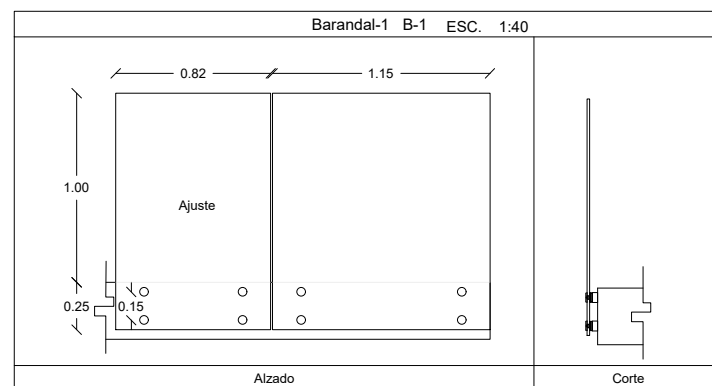 Barandal-1 B-1 ESC. 1:40
0.82 1.15
1.00
Ajuste
0.25 0.15
Alzado Corte